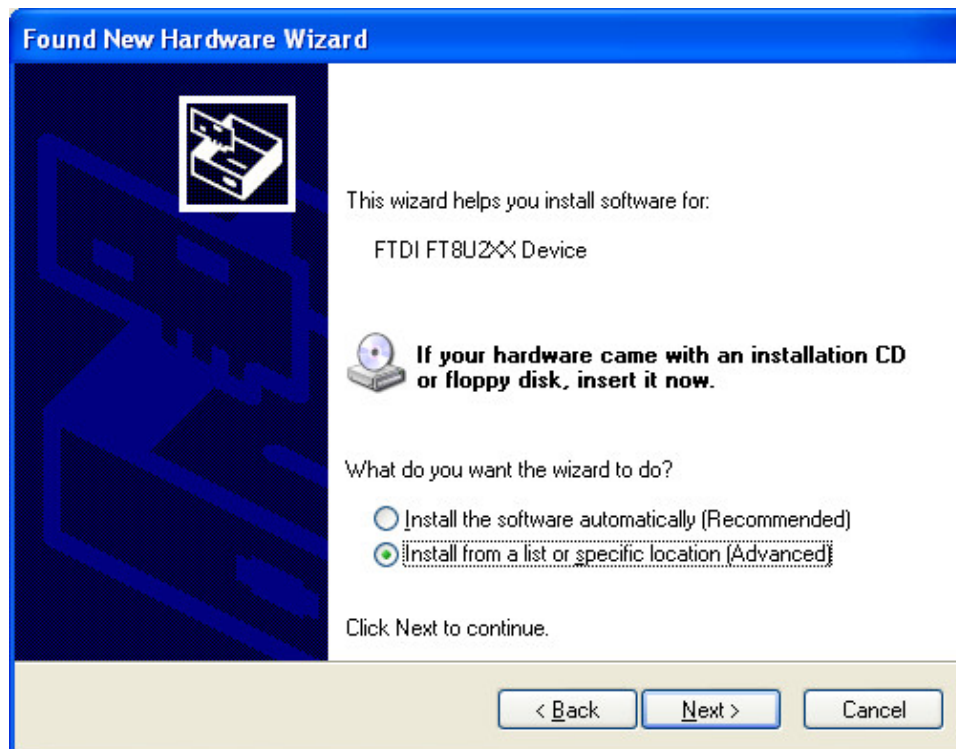 Found New Hardware Wizard
This wizard helps you install software for:
FTDI FT8U2XX Device
If your hardware came with an installation CD
or floppy disk, insert it now.
What do you want the wizard to do?
Install the software automatically (Recommended)
Install from a list or specific location (Advanced)
Click Next to continue.
< Back
Next >
Cancel